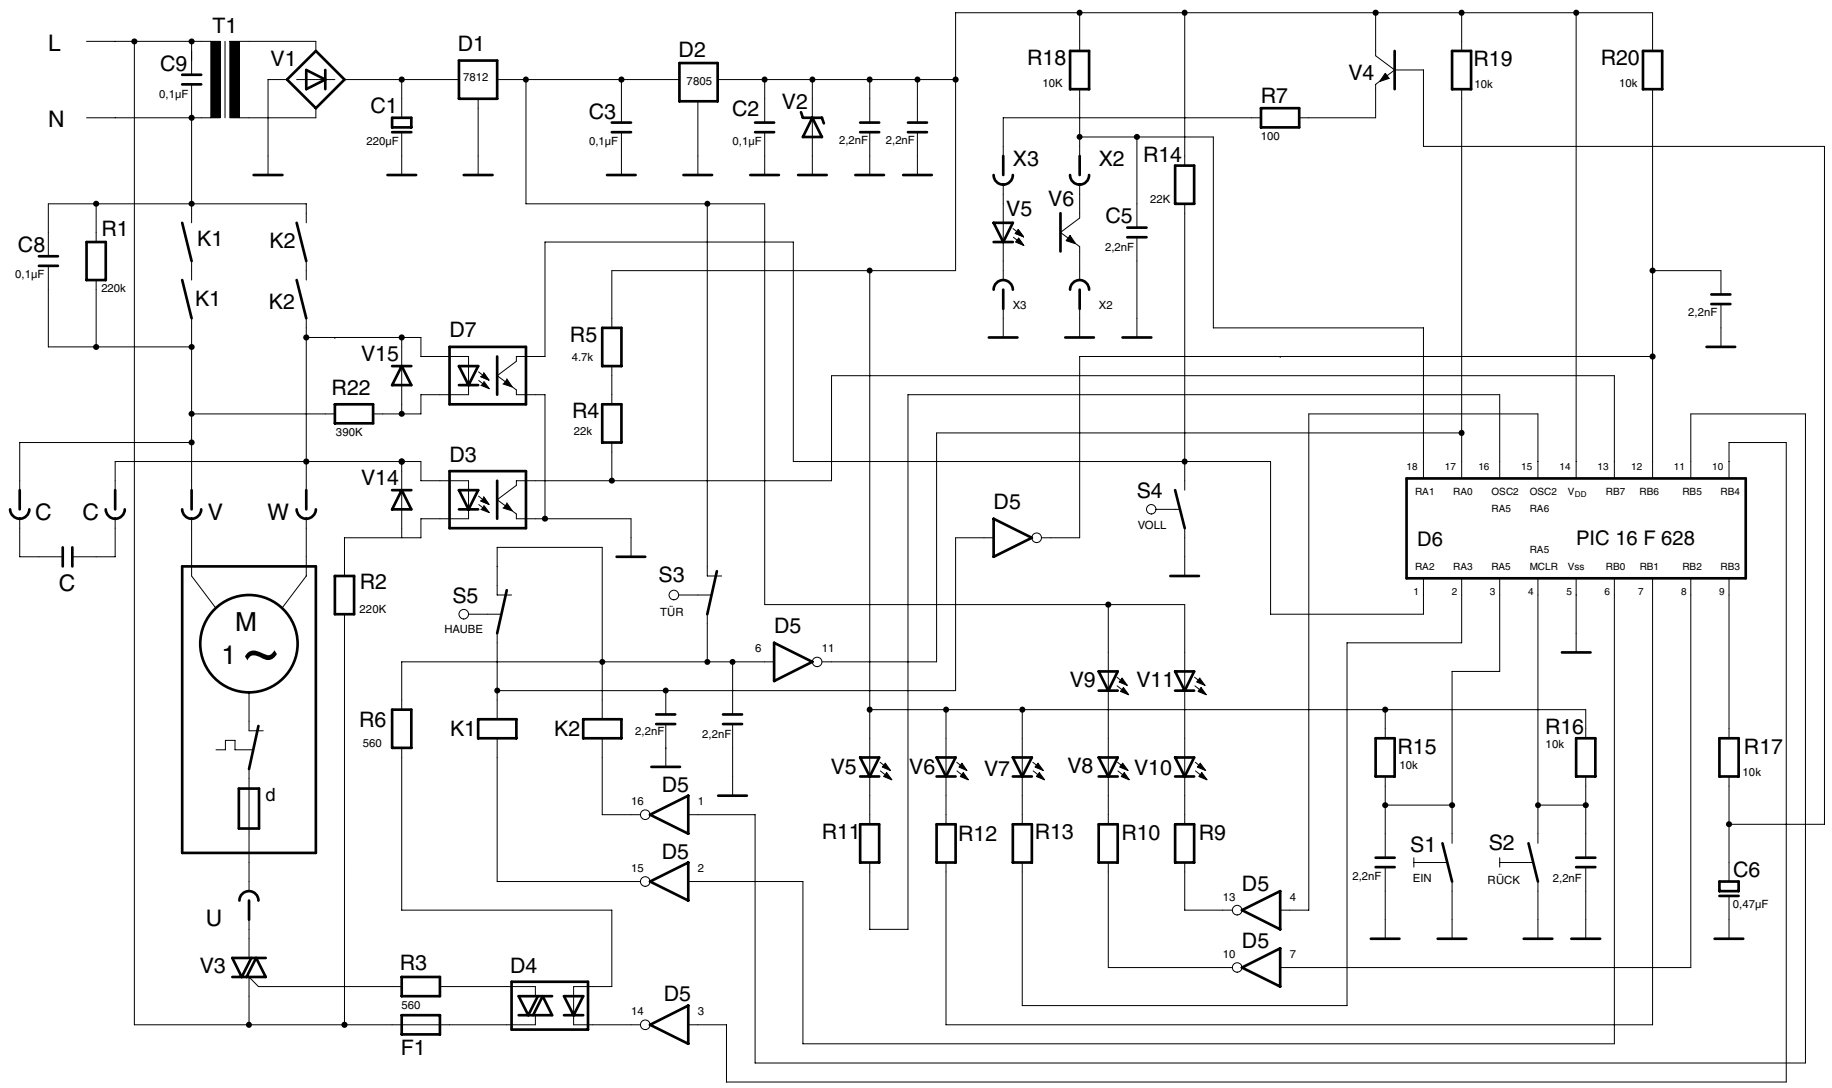 L
T1
C9
0,1µF
V1
N
D1
7812
D2
7805
C1
220µF
C3
0,1µF
C2
0,1µF
V2
2,2nF
2,2nF
R18
10K
V4
R19
10k
R20
10k
R7
100
X3
X2
R14
22K
V5
V6
C5
2,2nF
X3
X2
2,2nF
C8
0,1µF
R1
220k
K1
K2
K1
K2
D7
V15
R22
390K
R5
4.7k
R4
22k
D3
V14
C
C
V
W
C
R2
220K
S5
HAUBE
S3
TÜR
D5
S4
VOLL
18
17
16
15
14
13
12
11
10
RA1
RA0
OSC2
RA5
OSC2
RA6
VDD
RB7
RB6
RB5
RB4
D6
PIC 16 F 628
RA2
RA3
RA5
RA5
MCLR
Vss
RB0
RB1
RB2
RB3
1
2
3
4
5
6
7
8
9
M
1 ~
d
U
V3
D5
6
11
R6
560
K1
K2
2,2nF
2,2nF
D5
16
1
D5
15
2
R3
560
F1
D4
D5
14
3
V9
V11
V5
V6
V7
V8
V10
R11
R12
R13
R10
R9
D5
13
4
D5
10
7
R15
10k
R16
10k
R17
10k
2,2nF
S1
EIN
S2
RÜCK
2,2nF
C6
0,47µF